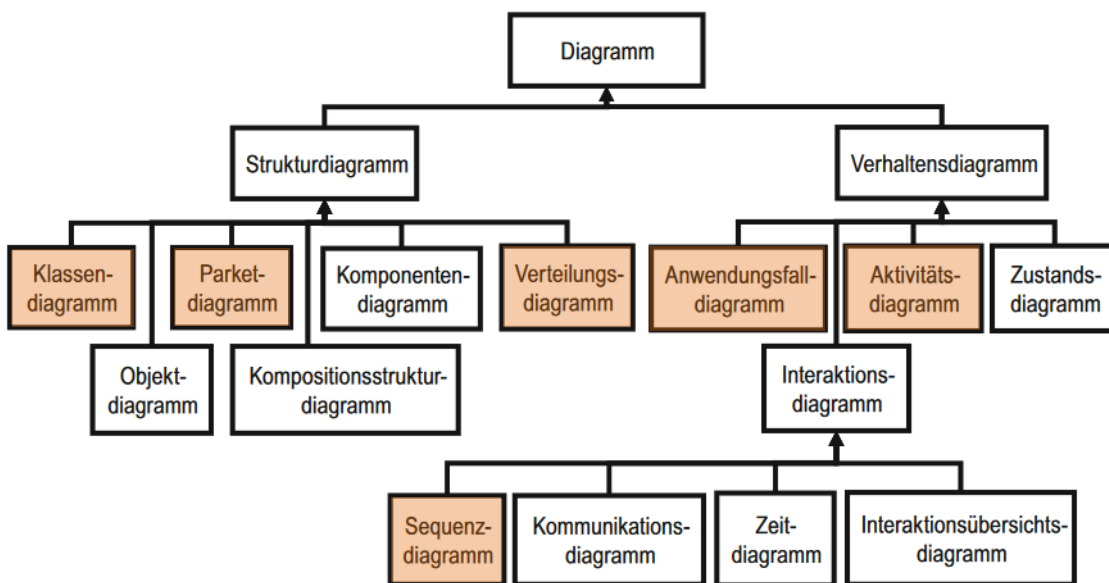 Diagramm
Strukturdiagramm
Verhaltensdiagramm
Klassen-
diagramm
Parket-
diagramm
Komponenten-
diagramm
Verteilungs-
diagramm
Anwendungsfall-
diagramm
Aktivitäts-
diagramm
Zustands-
diagramm
Objekt-
diagramm
Kompositionsstruktur-
diagramm
Interaktions-
diagramm
Sequenz-
diagramm
Kommunikations-
diagramm
Zeit-
diagramm
Interaktionsübersichts-
diagramm